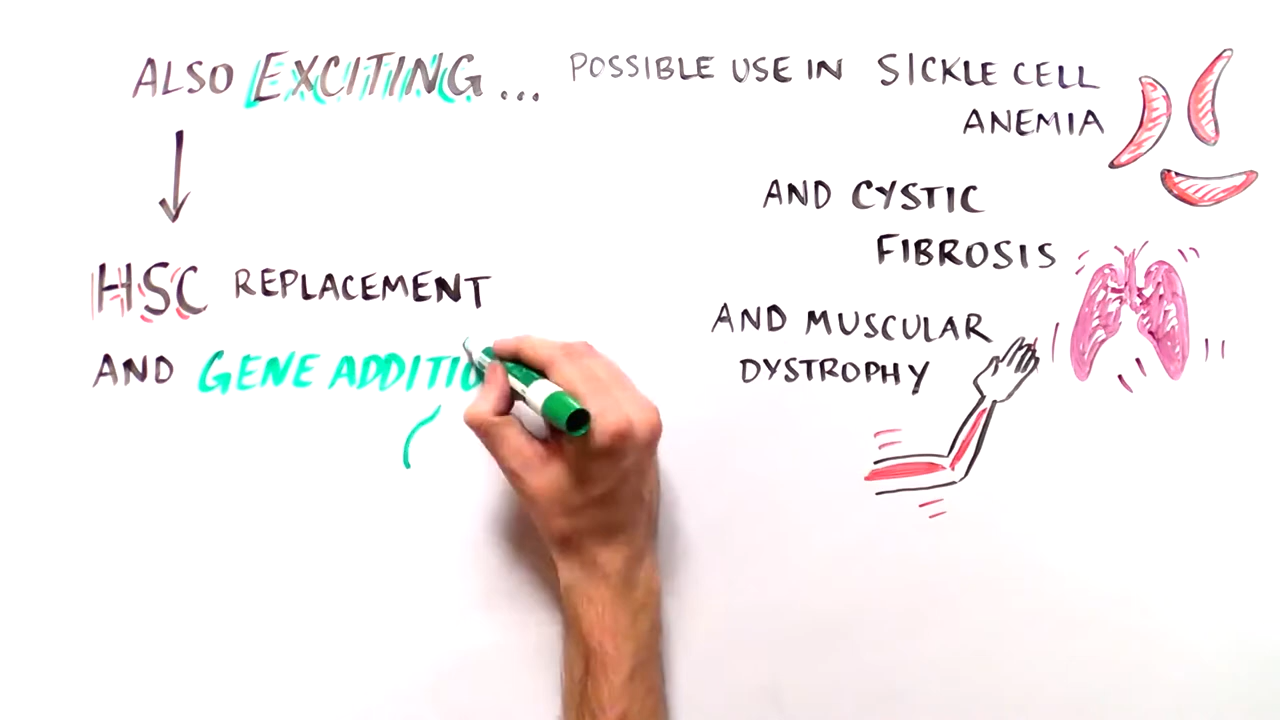 ALSO EXCITING...
HSC REPLACEMENT
AND GENE ADDITIO
POSSIBLE USE IN SICKLE CELL
ANEMIA
AND CYSTIC
FIBROSIS
AND MUSCULAR
DYSTROPHY